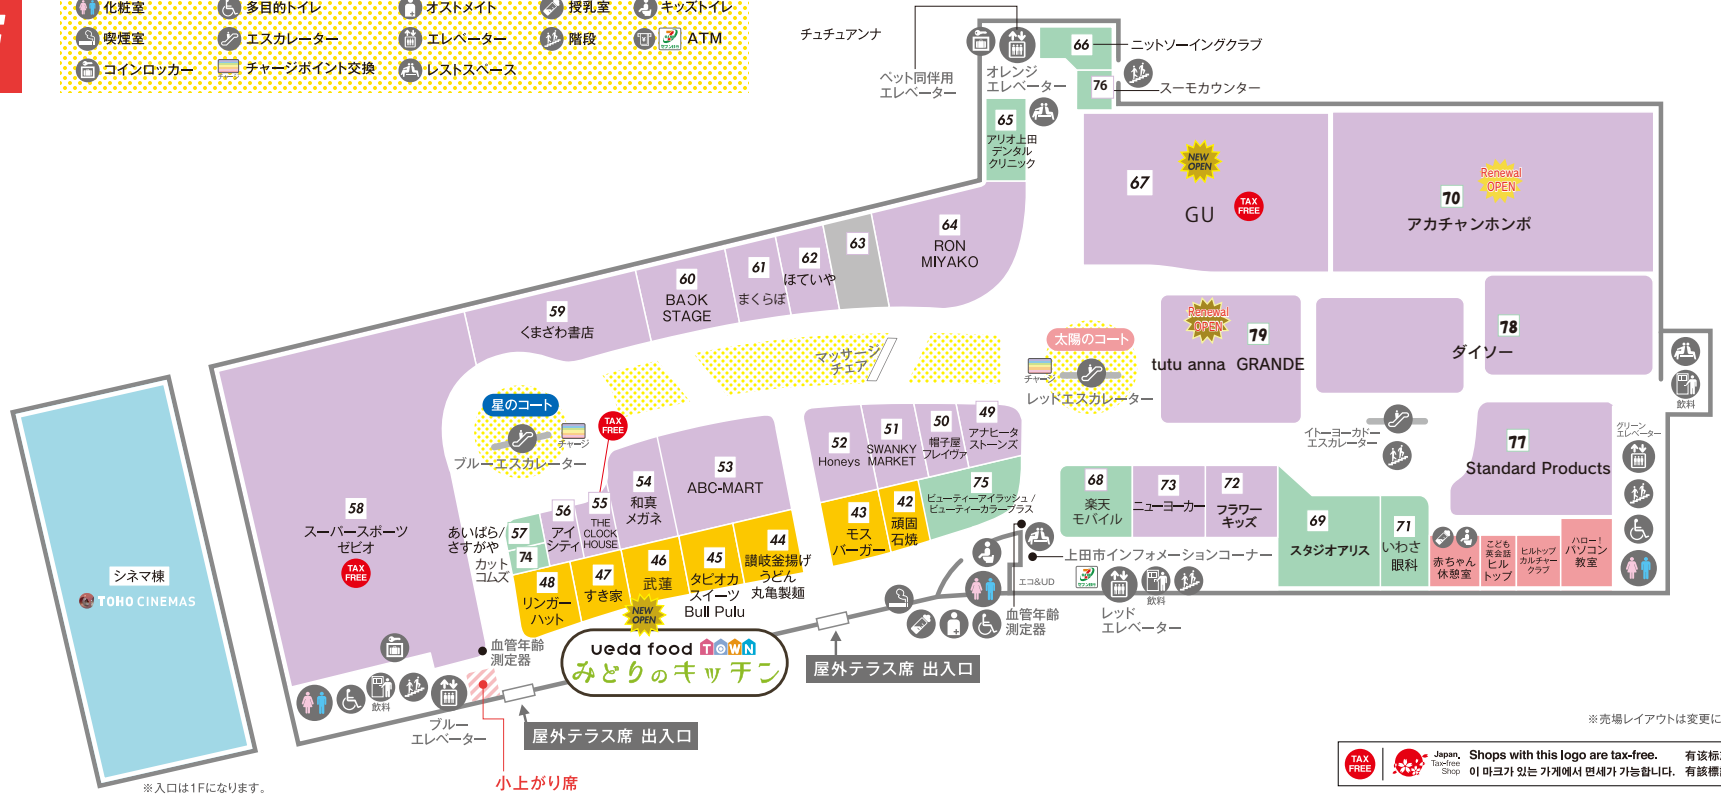 化粧室
多目的トイレ
オストメイト
授乳室
キッズトイレ
喫煙室
エスカレーター
エレベーター
階段
ATM
コインロッカー
チャージ
チャージポイント交換
レストスペース
チュチュアンナ
ペット同伴用
エレベーター
オレンジ
エレベーター
66
ニットソーイングクラブ
76
スーモカウンター
65
アリオ上田
デンタル
クリニック
67
NEW
OPEN
GU
TAX
FREE
70
Renewal
OPEN
アカチャンホンポ
64
RON
MIYAKO
63
62
ほていや
61
まくらぼ
60
BACK
STAGE
59
くまざわ書店
マッサージ
チェア
太陽のコート
チャージ
レッドエスカレーター
Renewal
OPEN
79
tutu anna GRANDE
78
ダイソー
飲料
イトーヨーカドー
エスカレーター
77
Standard Products
グリーン
エレベーター
星のコート
チャージ
ブルーエスカレーター
TAX
FREE
58
スーパースポーツ
ゼビオ
TAX
FREE
シネマ棟
TOHO CINEMAS
※入口は1Fになります。
57
あいばら/
さすがや
74
カット
コムズ
56
アイ
シティ
55
THE
CLOCK
HOUSE
54
和真
メガネ
53
ABC-MART
52
Honeys
51
SWANKY
MARKET
50
帽子屋
フレイヴァ
49
アナヒータ
ストーンズ
75
ビューティーアイラッシュ/
ビューティーカラープラス
48
リンガー
ハット
47
すき家
46
武蓮
NEW
OPEN
45
タピオカ
スイーツ
Bull Pulu
44
讃岐釜揚げ
うどん
丸亀製麺
43
モス
バーガー
42
頑固
石焼
68
楽天
モバイル
73
ニューヨーカー
72
フラワー
キッズ
69
スタジオアリス
71
いわさ
眼科
赤ちゃん
休憩室
こども
英会話
ヒル
トップ
ヒルトップ
カルチャー
クラブ
ハロー!
パソコン
教室
上田市インフォメーションコーナー
エコ&UD
血管年齢
測定器
レッド
エレベーター
飲料
ueda food TOWN
みどりのキッチン
屋外テラス席 出入口
血管年齢
測定器
飲料
ブルー
エレベーター
屋外テラス席 出入口
小上がり席
※売場レイアウトは変更に
TAX
FREE
Japan.
Tax-free
Shop
Shops with this logo are tax-free.
이 마크가 있는 가게에서 면세가 가능합니다.
有该标
有該標